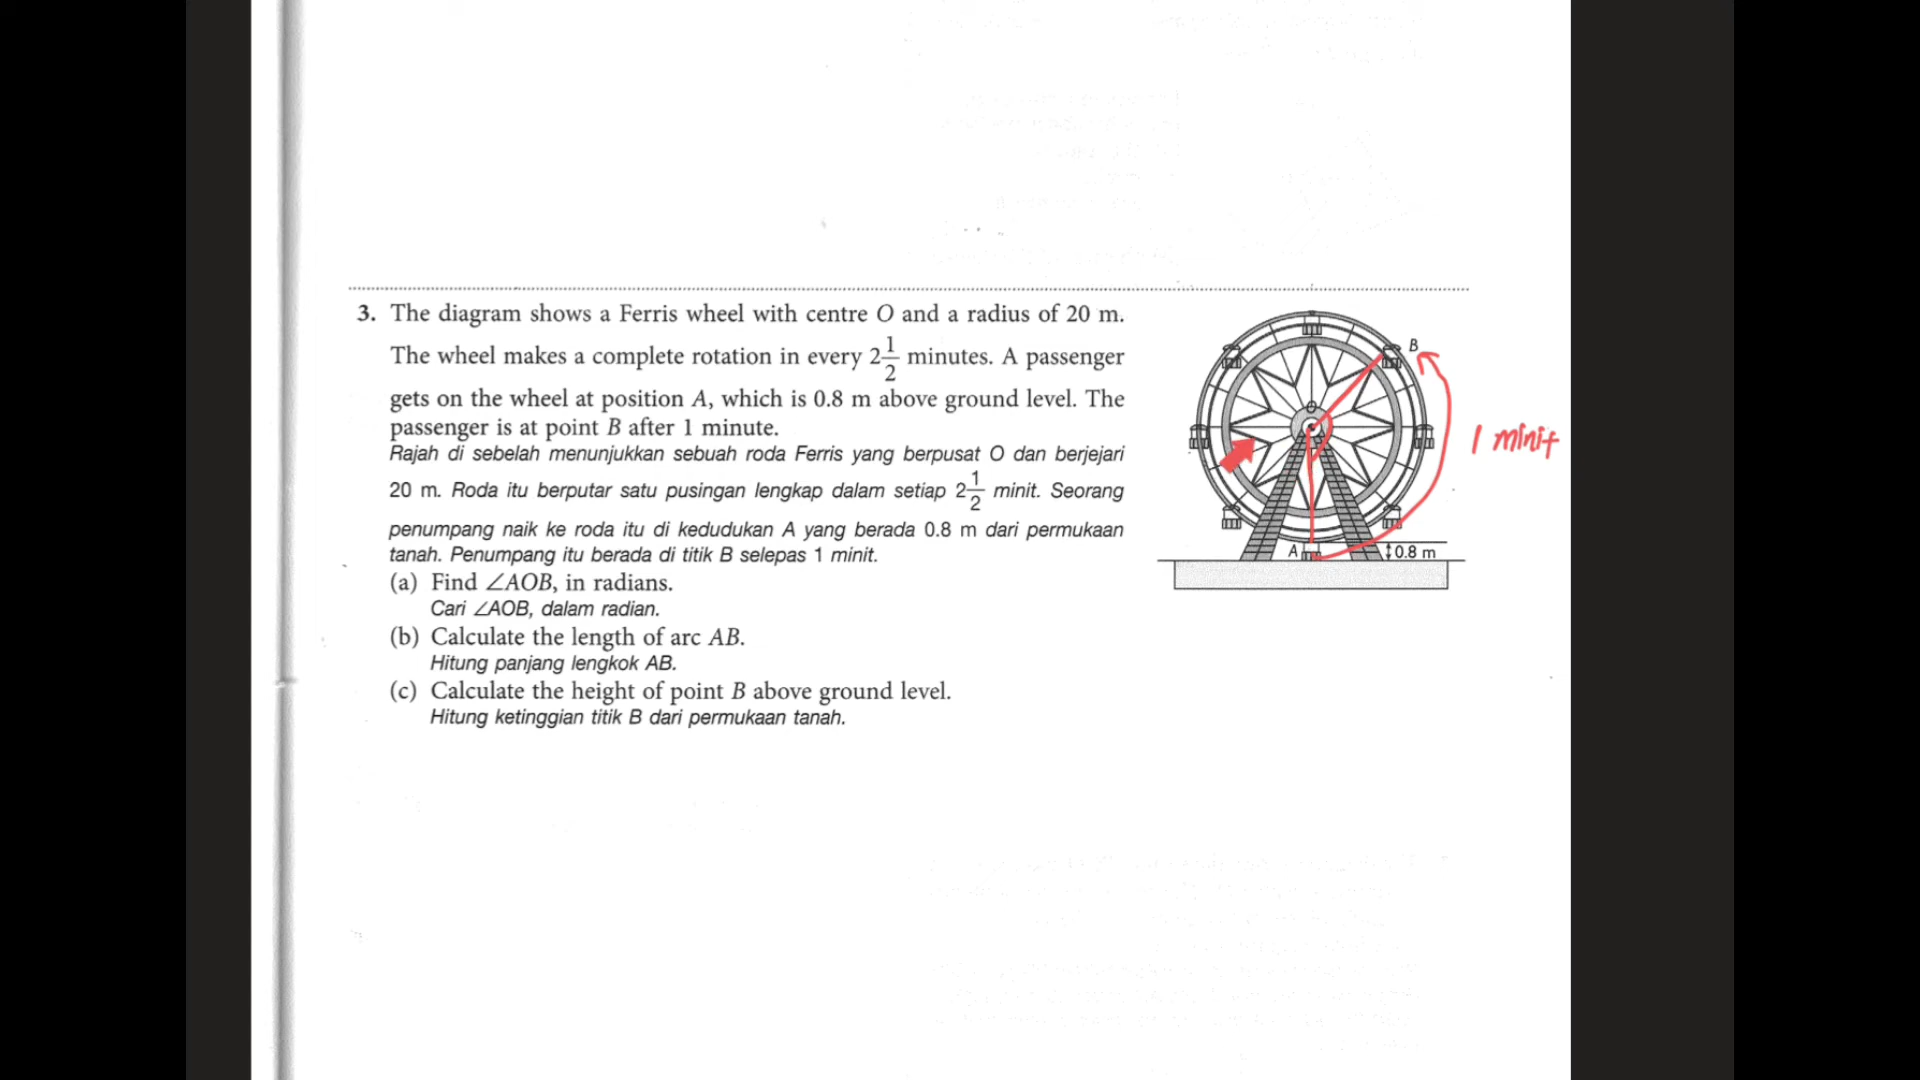 3. The diagram shows a Ferris wheel with centre O and a radius of 20 m.
The wheel makes a complete rotation in every 2 1/2 minutes. A passenger
gets on the wheel at position A, which is 0.8 m above ground level. The
passenger is at point B after 1 minute.
Rajah di sebelah menunjukkan sebuah roda Ferris yang berpusat O dan berjejari
20 m. Roda itu berputar satu pusingan lengkap dalam setiap 2 1/2 minit. Seorang
penumpang naik ke roda itu di kedudukan A yang berada 0.8 m dari permukaan
tanah. Penumpang itu berada di titik B selepas 1 minit.
(a) Find ∠AOB, in radians.
Cari ∠AOB, dalam radian.
(b) Calculate the length of arc AB.
Hitung panjang lengkok AB.
(c) Calculate the height of point B above ground level.
Hitung ketinggian titik B dari permukaan tanah.
B
O
1 minit
A
0.8 m